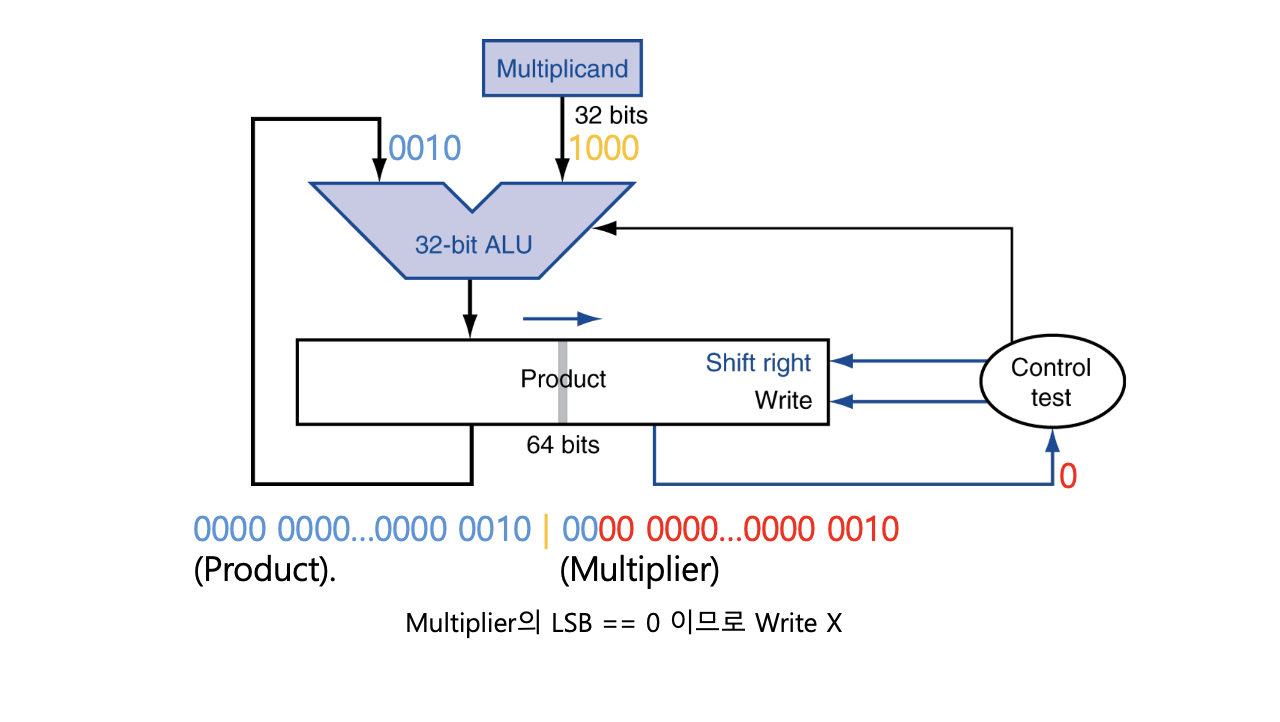 Multiplicand
32 bits
0010
1000
32-bit ALU
Shift right
Product
Write
Control
test
64 bits
0
0000 0000...0000 0010 | 0000 0000...0000 0010
(Product).
(Multiplier)
Multiplier의 LSB == 0 이므로 Write X